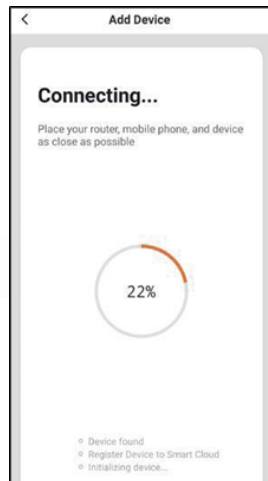 Add Device
Connecting...
Place your router, mobile phone, and device
as close as possible
22%
Device found
Register Device to Smart Cloud
Initializing device...